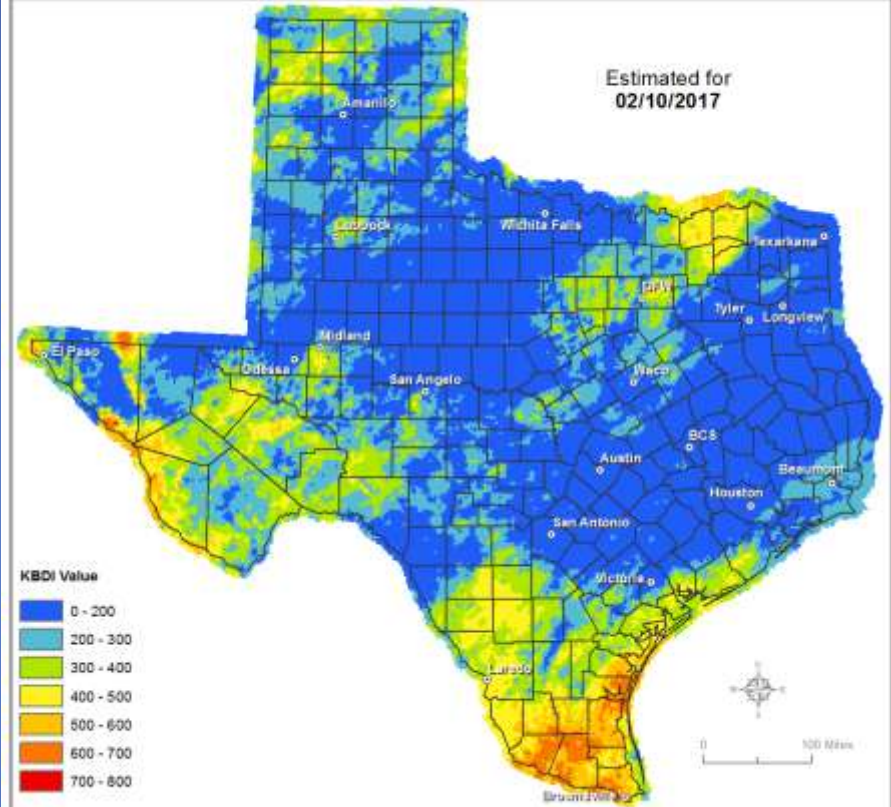 Estimated for
02/10/2017
Amarillo
Lubbock
Wichita Falls
Texarkana
DFW
Tyler
Longview
El Paso
Midland
Odessa
San Angelo
Waco
BCS
Austin
Beaumont
Houston
San Antonio
Victoria
Laredo
Brownsville
KBDI Value
0 - 200
200 - 300
300 - 400
400 - 500
500 - 600
600 - 700
700 - 800
0 100 Miles